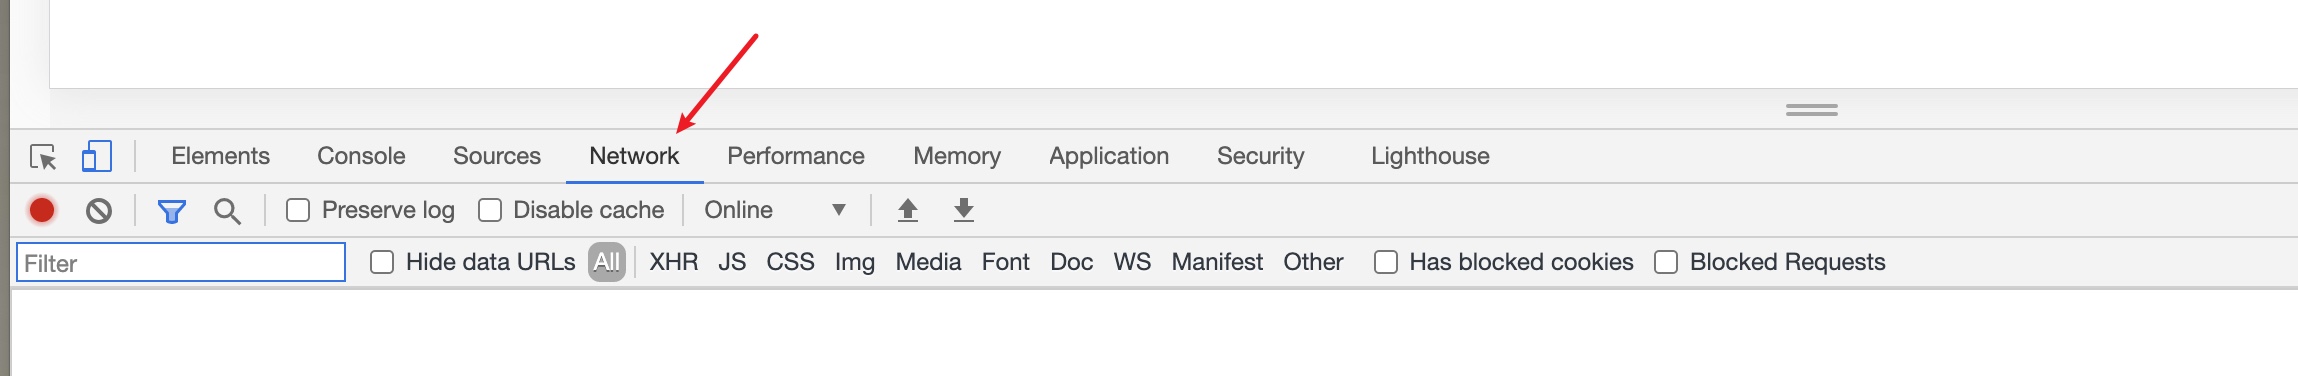 Elements Console Sources Network Performance Memory Application Security Lighthouse
Preserve log Disable cache Online
Filter Hide data URLs All XHR JS CSS Img Media Font Doc WS Manifest Other Has blocked cookies Blocked Requests